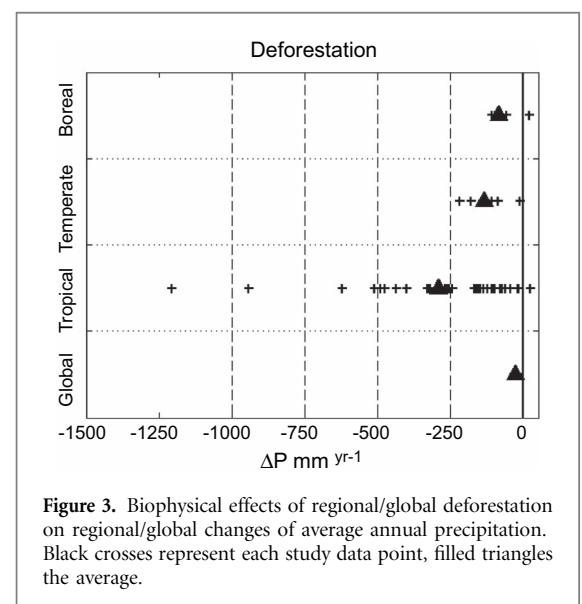 Deforestation
Boreal
Temperate
Tropical
Global
-1500 -1250 -1000 -750 -500 -250 0
ΔP mm yr-1
Figure 3. Biophysical effects of regional/global deforestation
on regional/global changes of average annual precipitation.
Black crosses represent each study data point, filled triangles
the average.